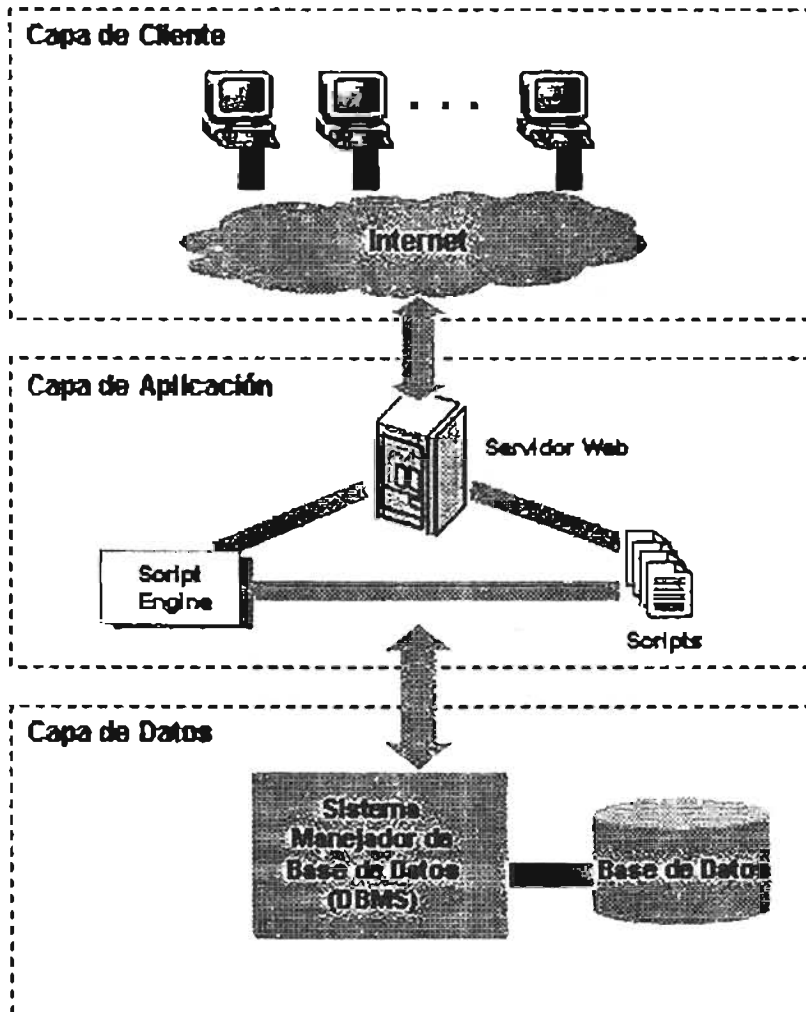 Capa de Cliente
Internet
Capa de Aplicación
Servidor Web
Script
Engine
Scripts
Capa de Datos
Sistema
Manejador de
Base de Datos
(DBMS)
Base de Datos